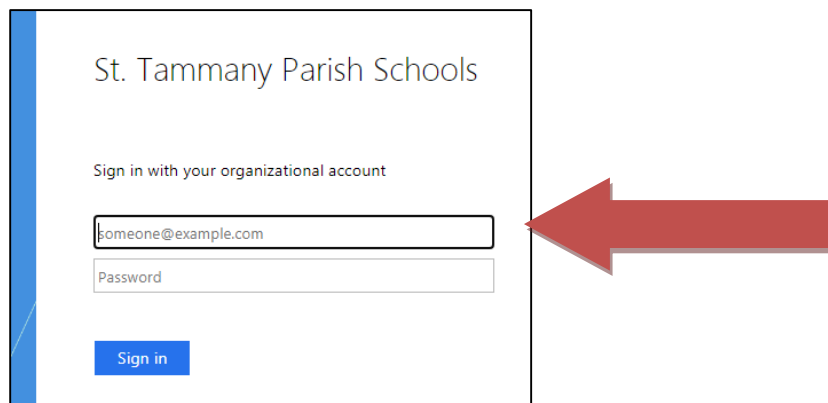 St. Tammany Parish Schools
Sign in with your organizational account
someone@example.com
Password
Sign in